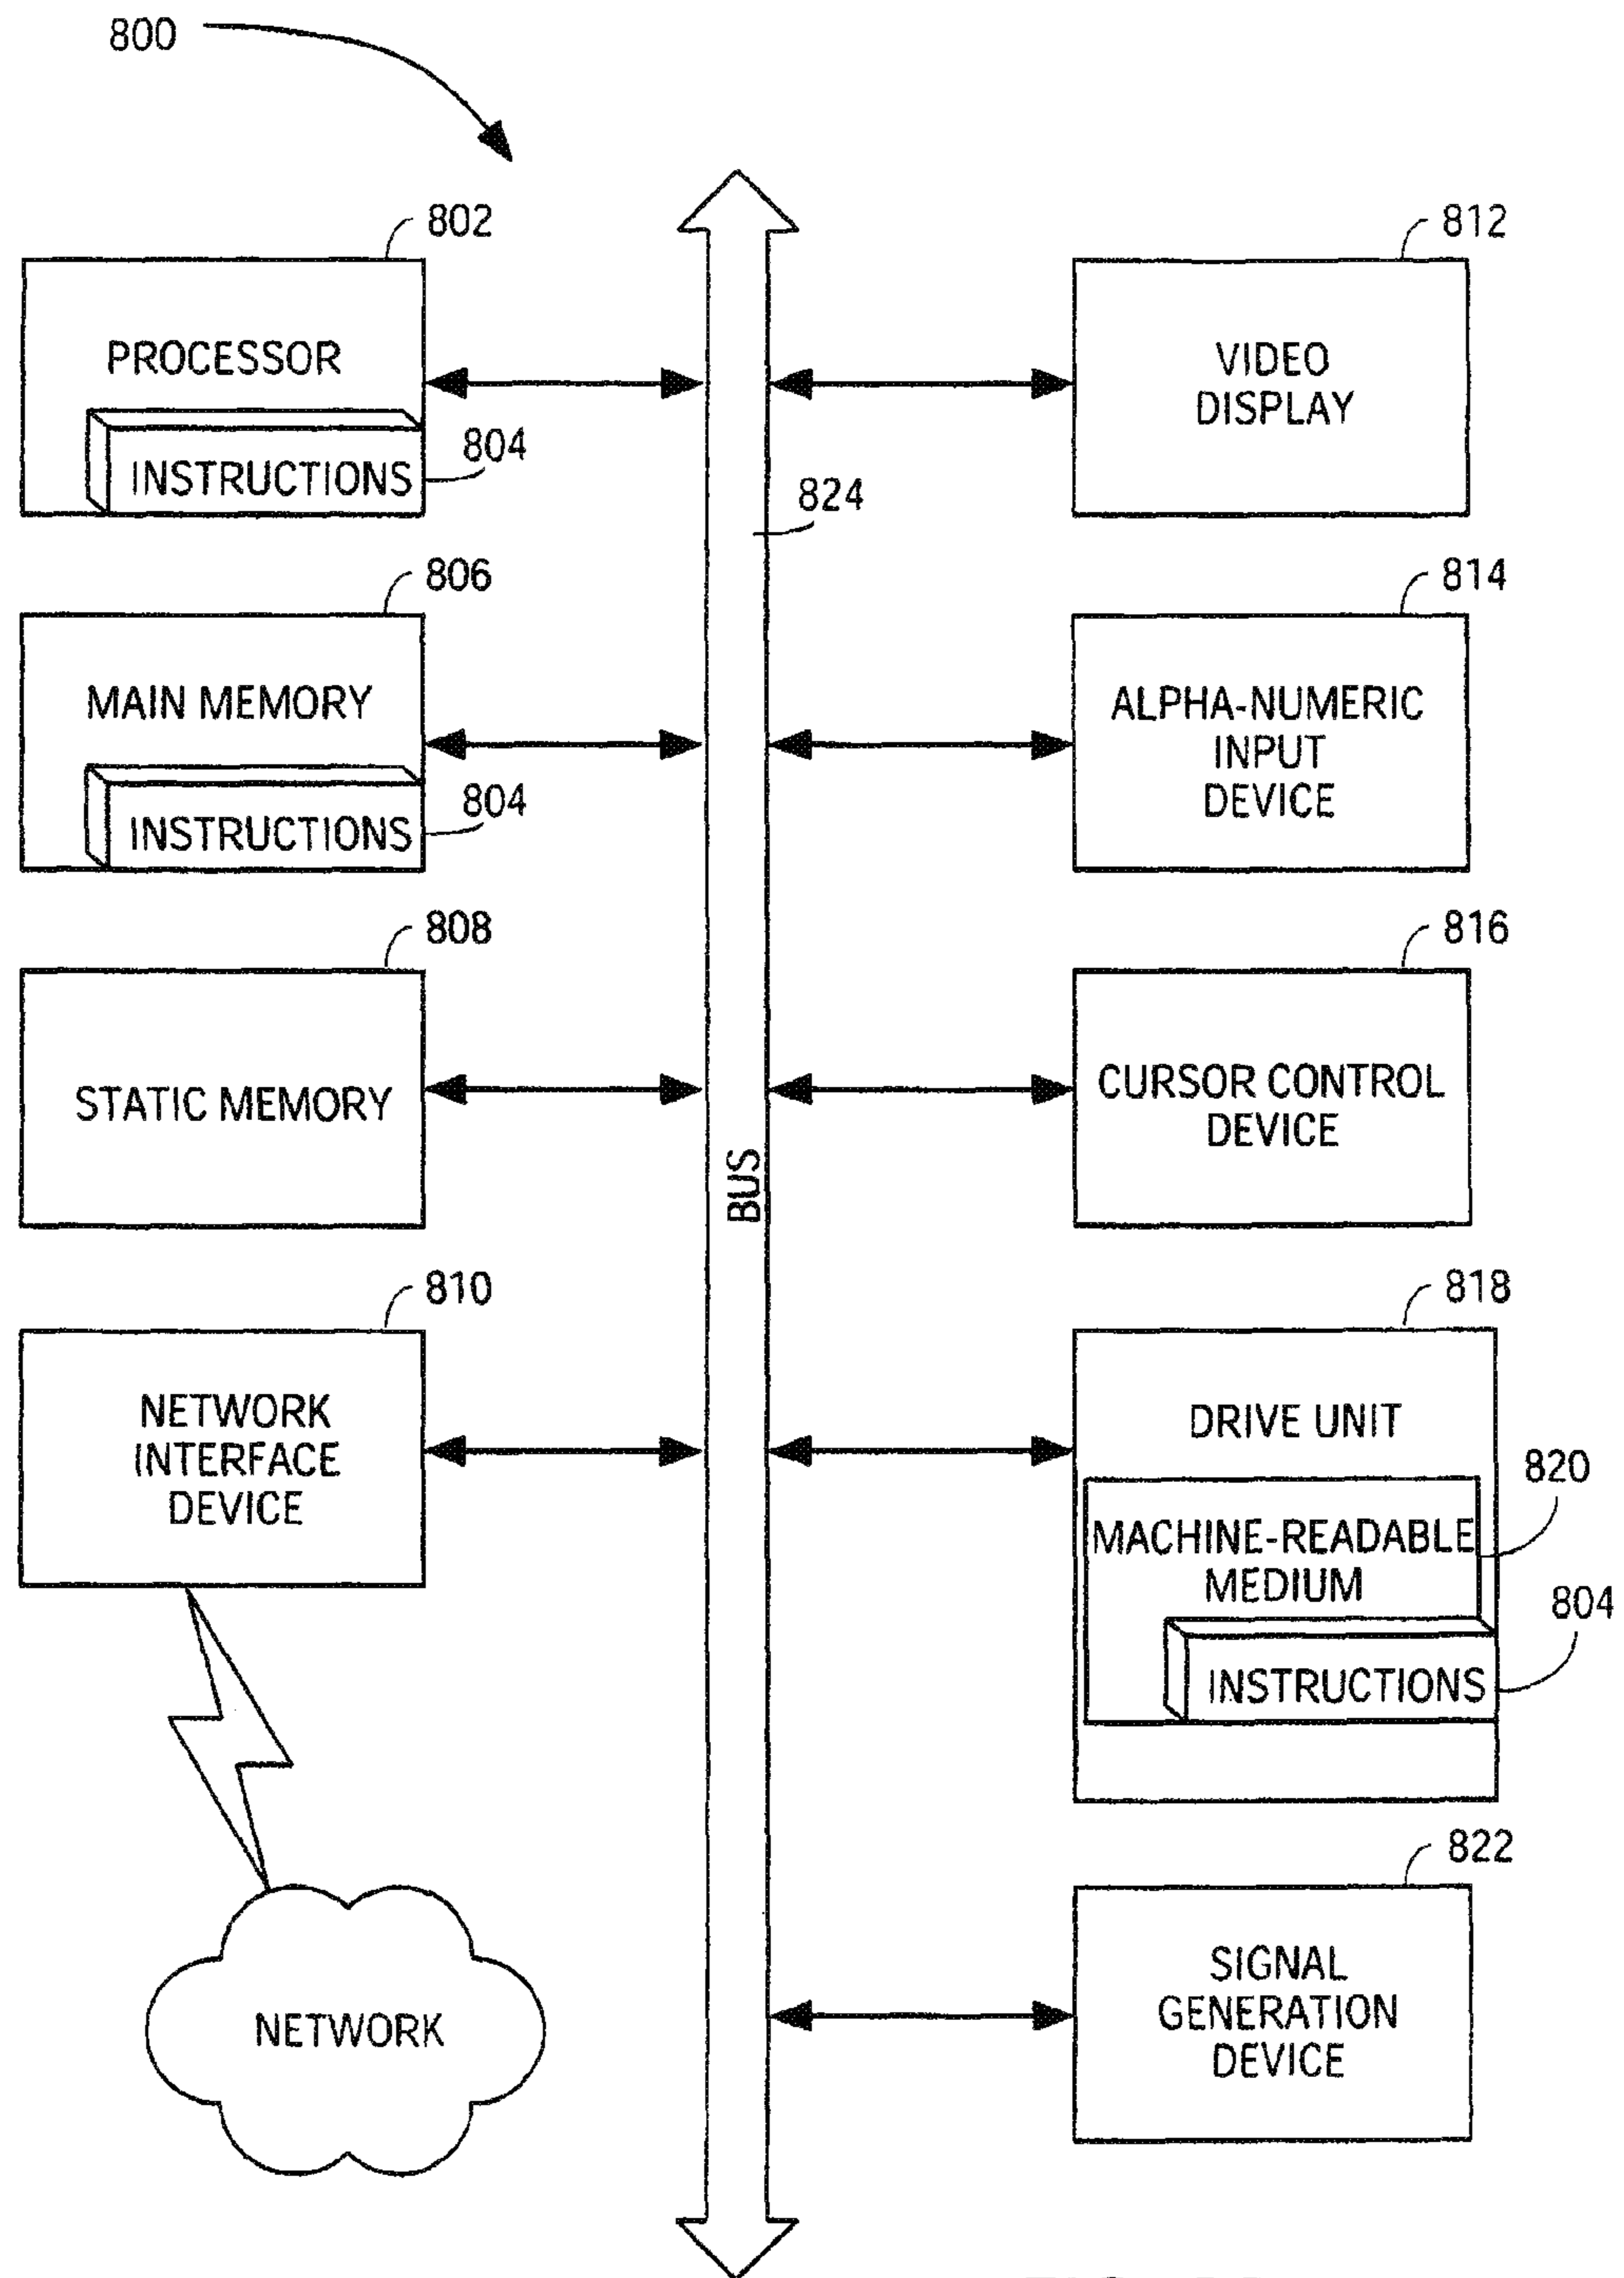 800
802
PROCESSOR
INSTRUCTIONS
804
806
MAIN MEMORY
INSTRUCTIONS
804
808
STATIC MEMORY
810
NETWORK
INTERFACE
DEVICE
NETWORK
824
BUS
812
VIDEO
DISPLAY
814
ALPHA-NUMERIC
INPUT
DEVICE
816
CURSOR CONTROL
DEVICE
818
DRIVE UNIT
820
MACHINE-READABLE
MEDIUM
804
INSTRUCTIONS
822
SIGNAL
GENERATION
DEVICE